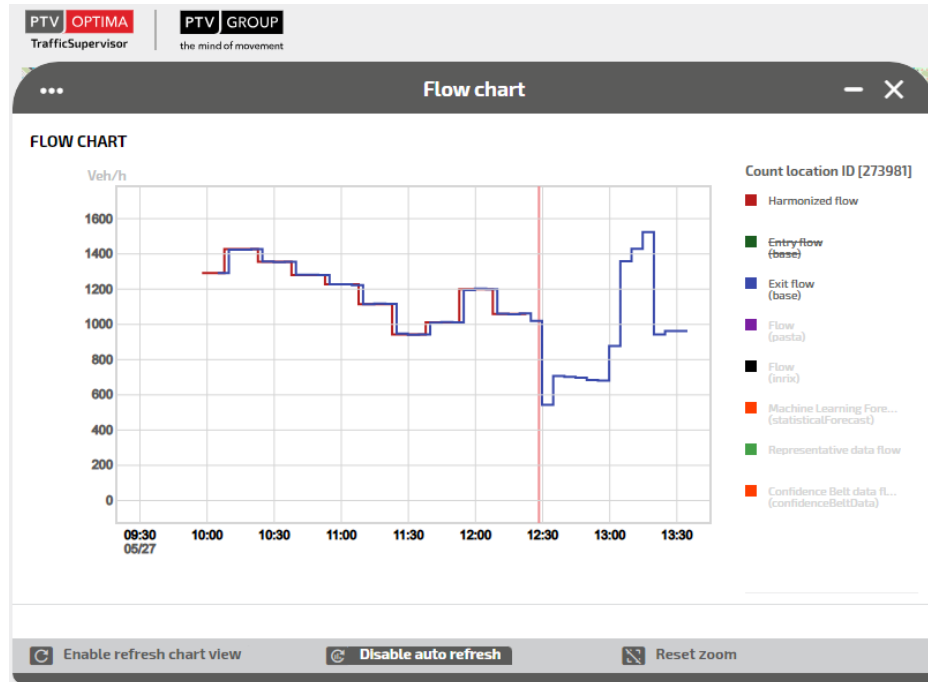 PTV OPTIMA
TrafficSupervisor
PTV GROUP
the mind of movement
Flow chart
FLOW CHART
Veh/h
1600
1400
1200
1000
800
600
400
200
0
09:30 10:00 10:30 11:00 11:30 12:00 12:30 13:00 13:30
05/27
Count location ID [273981]
Harmonized flow
Entry flow
(base)
Exit flow
(base)
Flow
(pasta)
Flow
(inrix)
Machine Learning Fore...
(statisticalForecast)
Representative data flow
Confidence Belt data fl...
(confidenceBeltData)
Enable refresh chart view Disable auto refresh Reset zoom